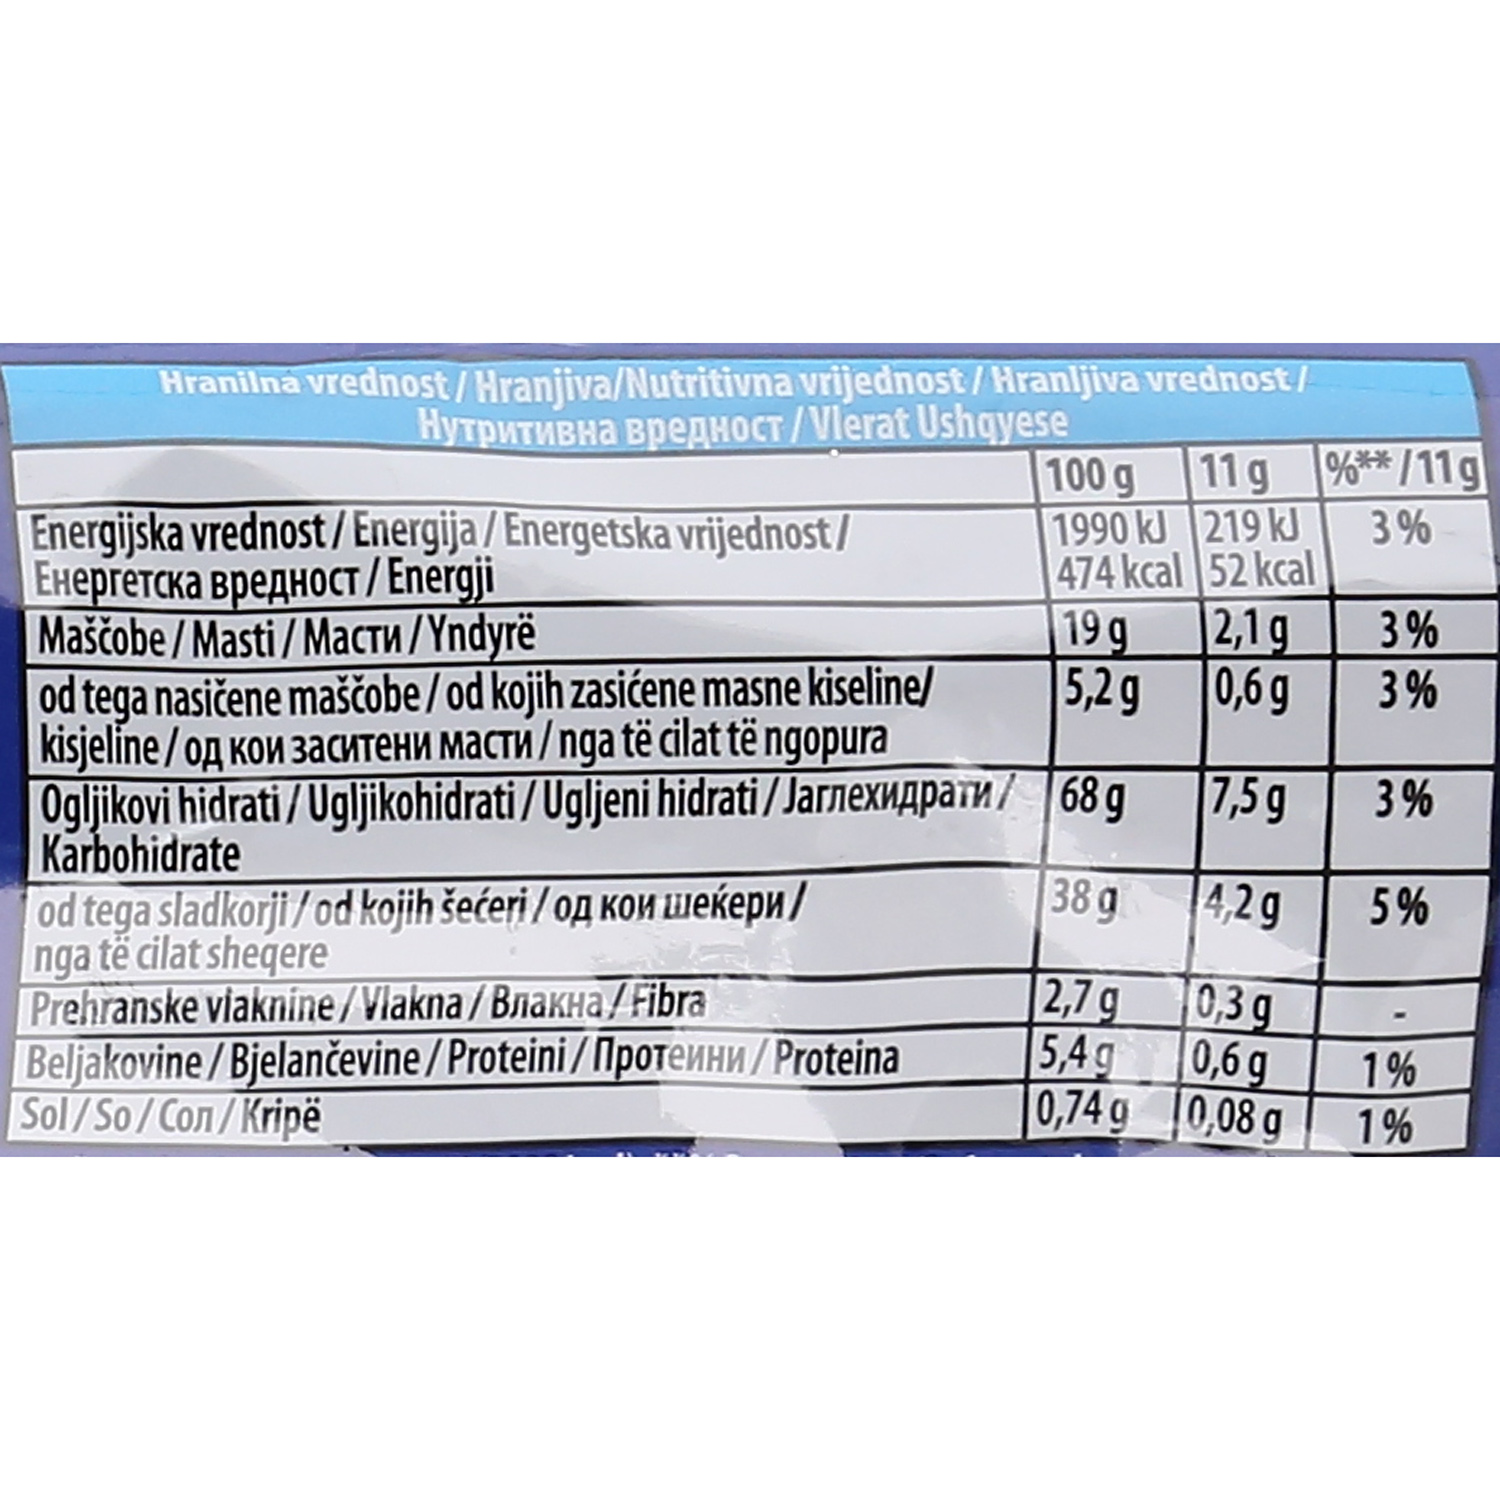 Hranilna vrednost / Hranjiva/Nutritivna vrijednost / Hranljiva vrednost /
Нутритивна вредност / Vlerat Ushqyese
100 g 11 g %** / 11 g
Energijska vrednost / Energija / Energetska vrijednost / 1990 kJ 219 kJ 3 %
Енергетска вредност / Energji 474 kcal 52 kcal
Maščobe / Masti / Масти / Yndyrë 19 g 2,1 g 3 %
od tega nasičene maščobe / od kojih zasićene masne kiseline/ 5,2 g 0,6 g 3 %
kisjeline / од кои заситени масти / nga të cilat të ngopura
Ogljikovi hidrati / Ugljikohidrati / Ugljeni hidrati / Јаглехидрати / 68 g 7,5 g 3 %
Karbohidrate
od tega sladkorji / od kojih šećeri / од кои шеќери / 38 g 4,2 g 5 %
nga të cilat sheqere
Prehranske vlaknine / Vlakna / Влакна / Fibra 2,7 g 0,3 g -
Beljakovine / Bjelančevine / Proteini / Протеини / Proteina 5,4 g 0,6 g 1 %
Sol / So / Сол / Kripë 0,74 g 0,08 g 1 %